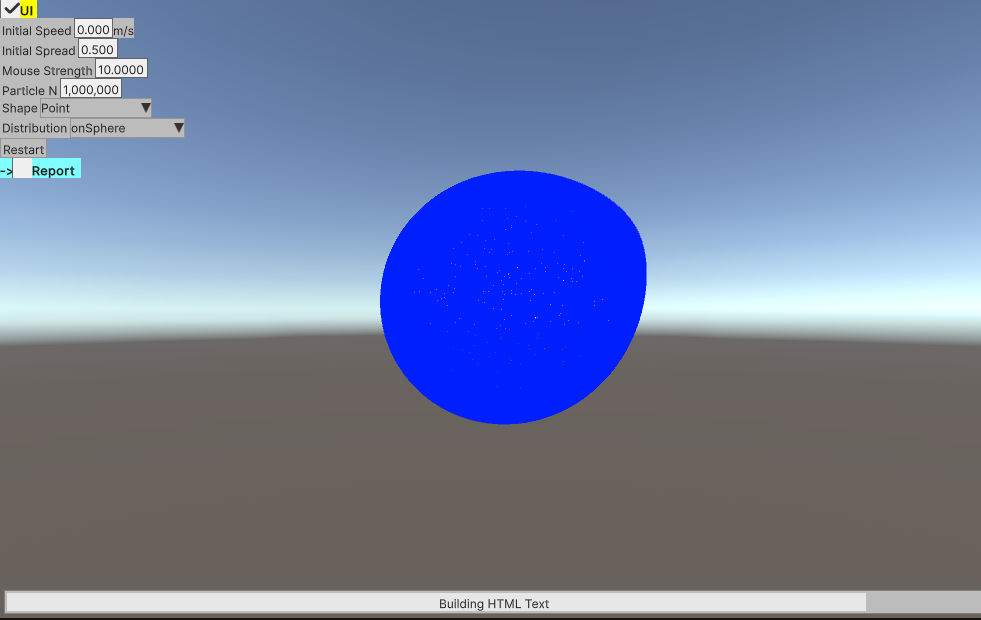 UI
Initial Speed 0.000 m/s
Initial Spread 0.500
Mouse Strength 10.0000
Particle N 1,000,000
Shape Point
Distribution onSphere
Restart
-> Report
Building HTML Text